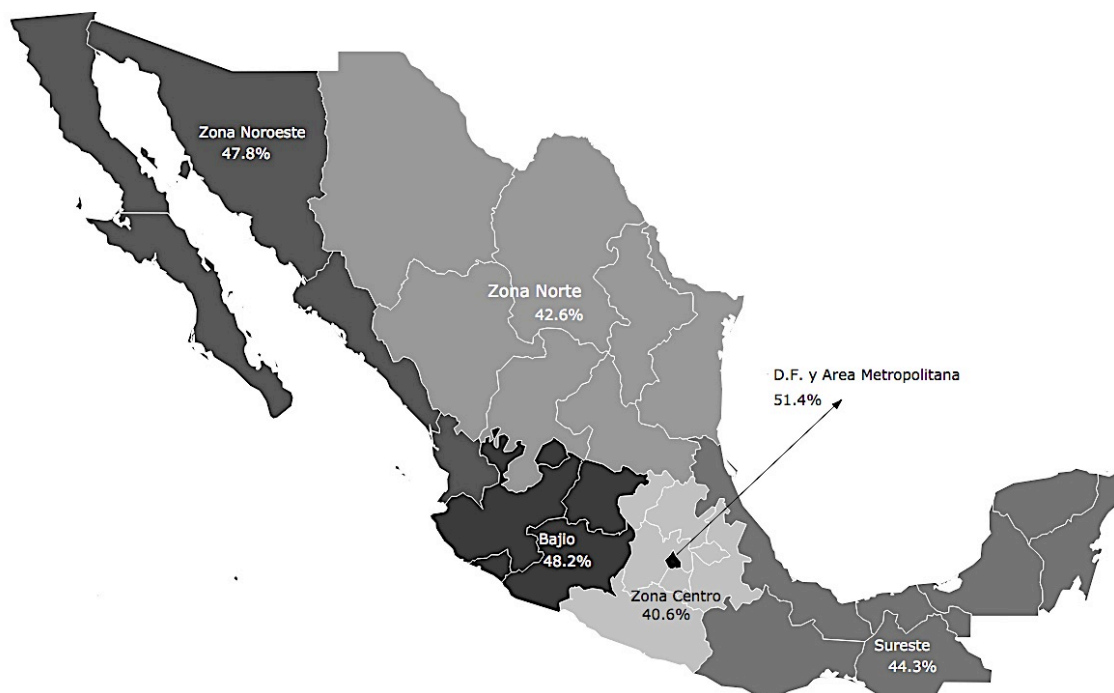 Zona Noroeste
47.8%
Zona Norte
42.6%
D.F. y Area Metropolitana
51.4%
Bajio
48.2%
Zona Centro
40.6%
Sureste
44.3%